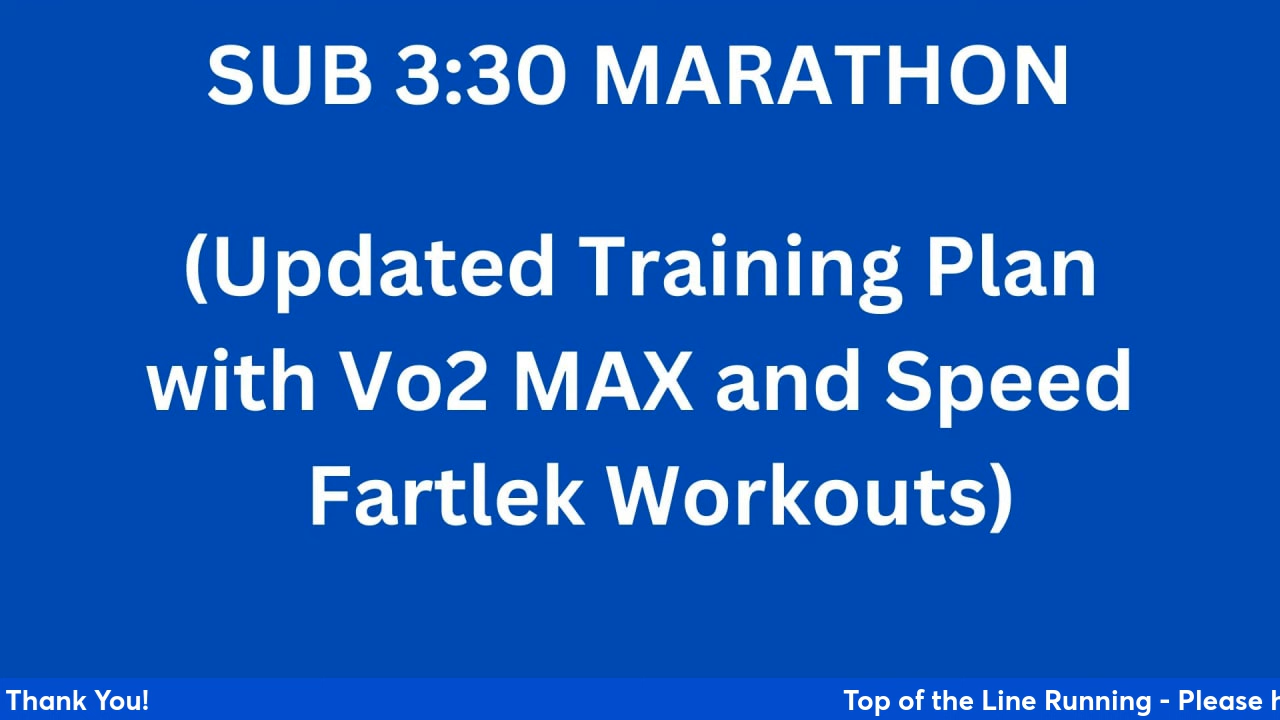 SUB 3:30 MARATHON
(Updated Training Plan
with Vo2 MAX and Speed
Fartlek Workouts)
Thank You!
Top of the Line Running - Please